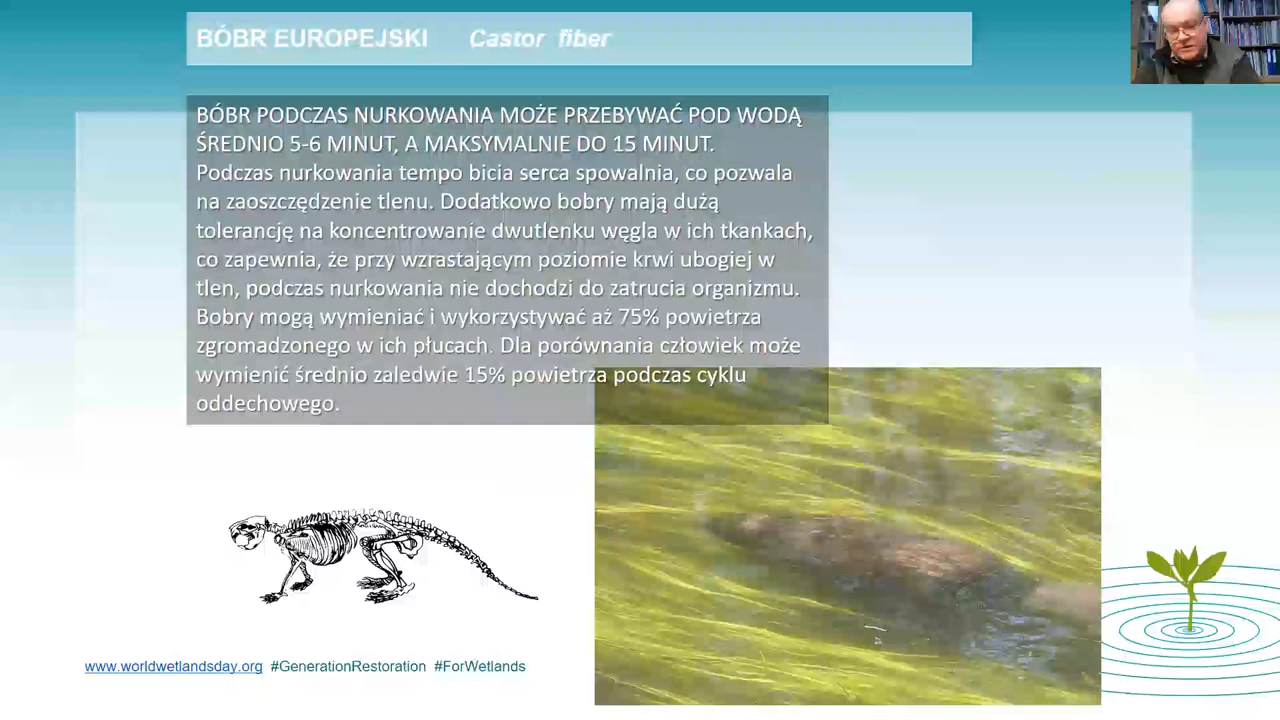 BÓBR EUROPEJSKI Castor fiber
BÓBR PODCZAS NURKOWANIA MOŻE PRZEBYWAĆ POD WODĄ
ŚREDNIO 5-6 MINUT, A MAKSYMALNIE DO 15 MINUT.
Podczas nurkowania tempo bicia serca spowalnia, co pozwala
na zaoszczędzenie tlenu. Dodatkowo bobry mają dużą
tolerancję na koncentrowanie dwutlenku węgla w ich tkankach,
co zapewnia, że przy wzrastającym poziomie krwi ubogiej w
tlen, podczas nurkowania nie dochodzi do zatrucia organizmu.
Bobry mogą wymieniać i wykorzystywać aż 75% powietrza
zgromadzonego w ich płucach. Dla porównania człowiek może
wymienić średnio zaledwie 15% powietrza podczas cyklu
oddechowego.
www.worldwetlandsday.org #GenerationRestoration #ForWetlands